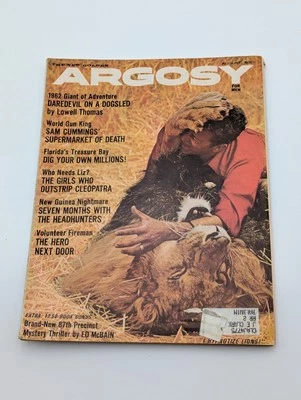 ARGOSY
FOR
MEN
1962 Giant of Adventure
DAREDEVIL ON A DOGSLED
by Lowell Thomas
World Gun King
SAM CUMMINGS'
SUPERMARKET OF DEATH
Florida's Treasure Bay
DIG YOUR OWN MILLIONS!
Who Needs Liz?
THE GIRLS WHO
OUTSTRIP CLEOPATRA
New Guinea Nightmare
SEVEN MONTHS WITH
THE HEADHUNTERS
Volunteer Fireman
THE HERO
NEXT DOOR
BOOK BONUS
Brand-New 87th Precinct
Mystery Thriller by ED McBAIN